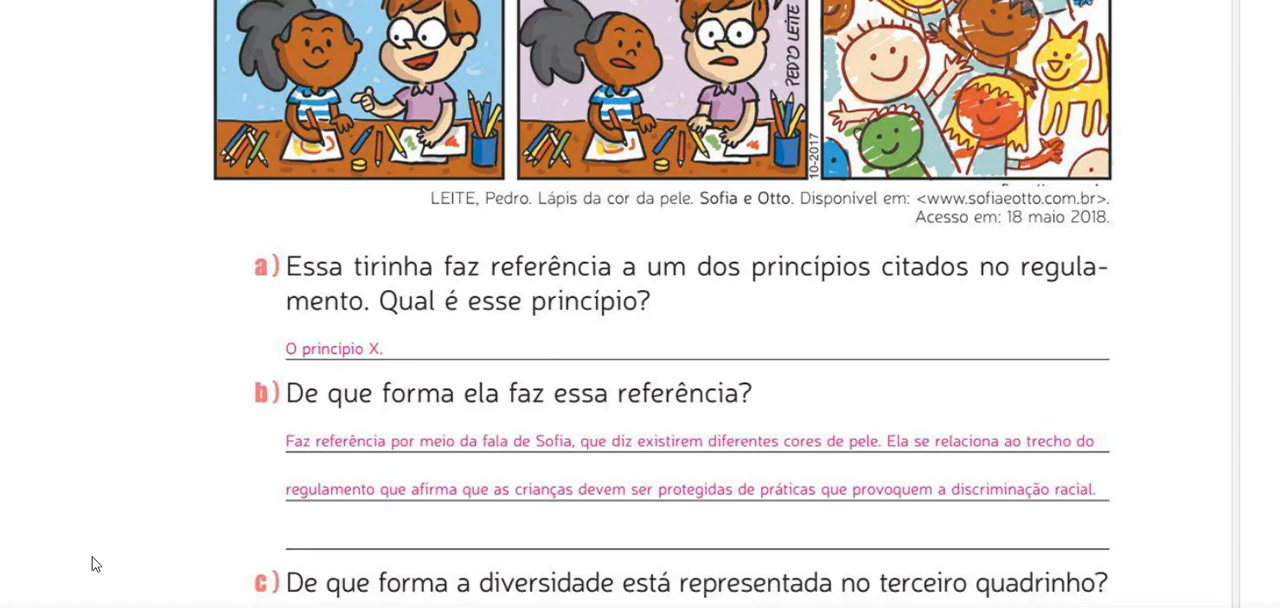 PEDRO LEITE
10-2017
LEITE, Pedro. Lápis da cor da pele. Sofia e Otto. Disponível em: <www.sofiaeotto.com.br>.
Acesso em: 18 maio 2018.
a) Essa tirinha faz referência a um dos princípios citados no regula-
mento. Qual é esse princípio?
O princípio X.
b) De que forma ela faz essa referência?
Faz referência por meio da fala de Sofia, que diz existirem diferentes cores de pele. Ela se relaciona ao trecho do
regulamento que afirma que as crianças devem ser protegidas de práticas que provoquem a discriminação racial.
c) De que forma a diversidade está representada no terceiro quadrinho?